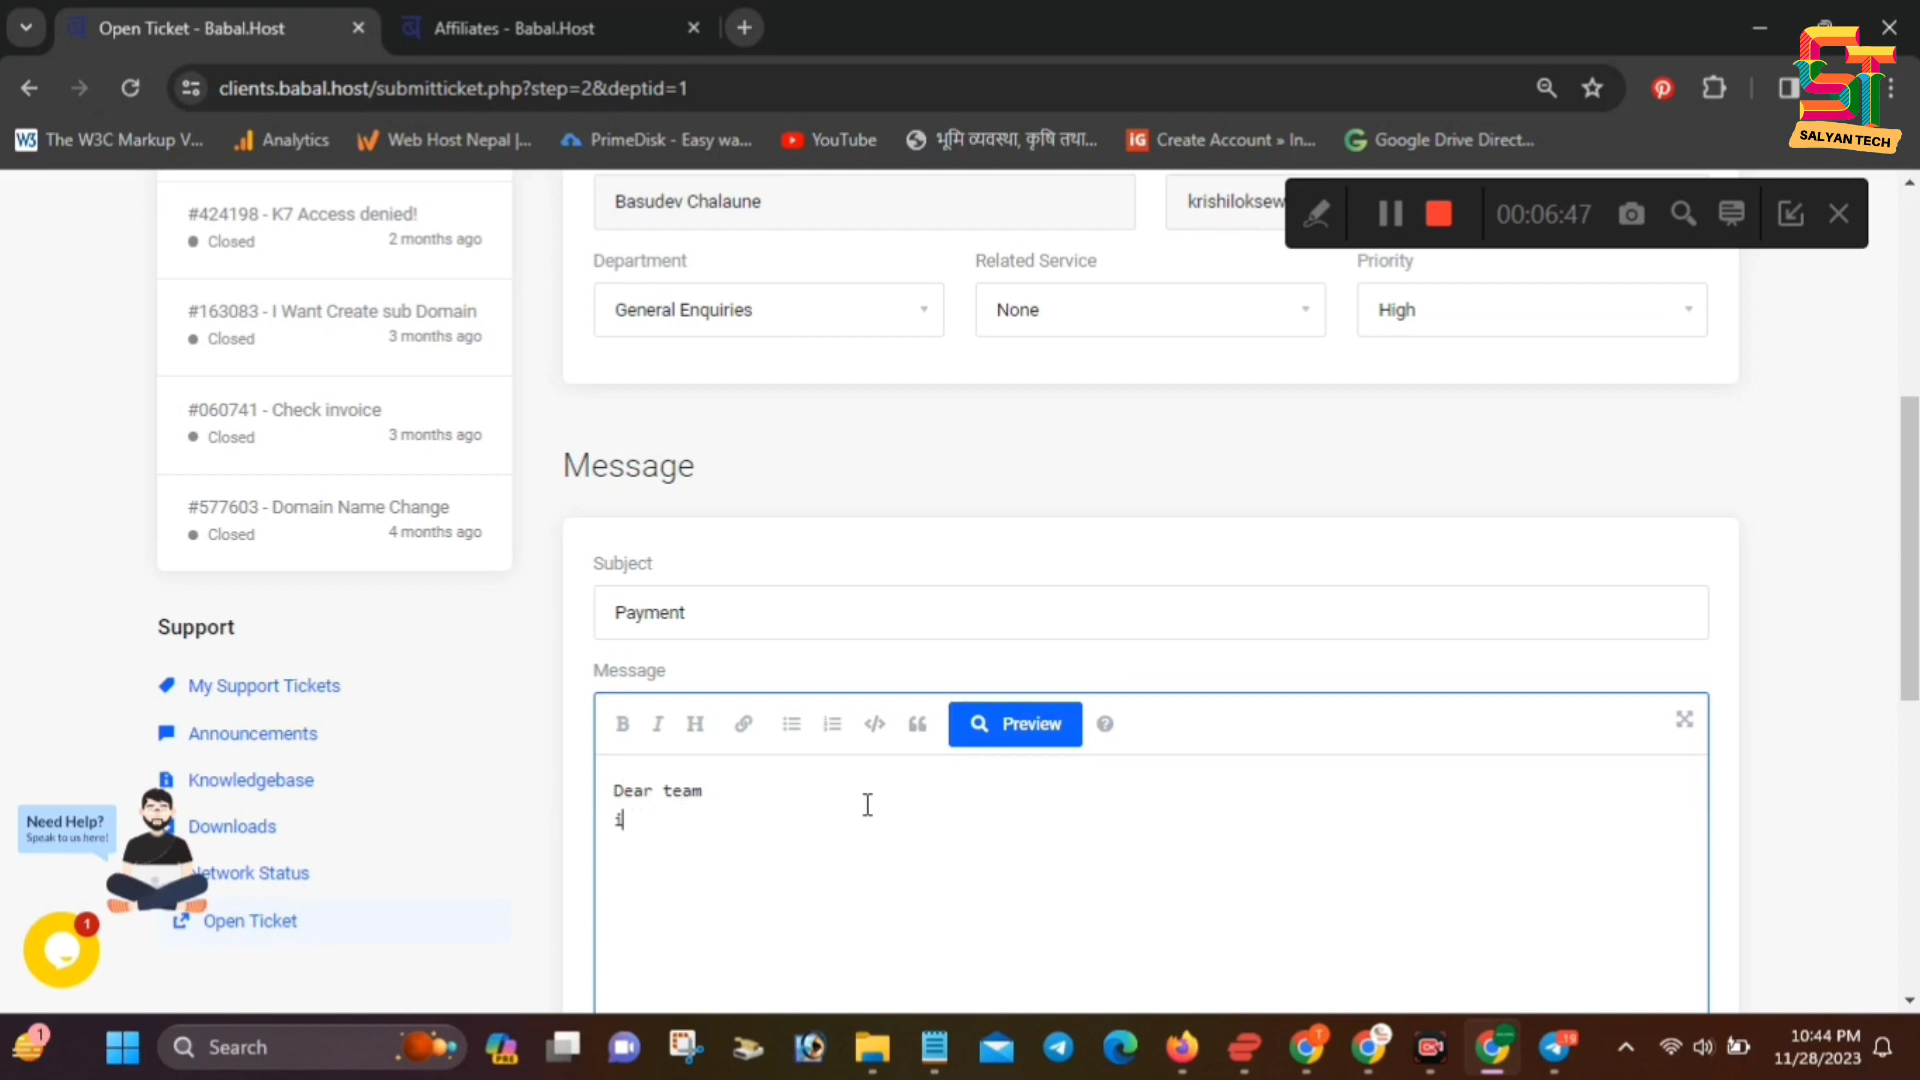 Open Ticket - Babal.Host
Affiliates - Babal.Host
clients.babal.host/submitticket.php?step=2&deptid=1
The W3C Markup V...
Analytics
Web Host Nepal |...
PrimeDisk - Easy wa...
YouTube
भूमि व्यवस्था, कृषि तथा...
iG
Create Account » In...
Google Drive Direct...
ST
SALYAN TECH
#424198 - K7 Access denied!
Closed
2 months ago
#163083 - I Want Create sub Domain
Closed
3 months ago
#060741 - Check invoice
Closed
3 months ago
#577603 - Domain Name Change
Closed
4 months ago
Support
My Support Tickets
Announcements
Knowledgebase
Downloads
Network Status
Open Ticket
Need Help?
Speak to us here!
1
Basudev Chalaune
krishiloksew
00:06:47
Department
Related Service
Priority
General Enquiries
None
High
Message
Subject
Payment
Message
B I H
Preview
Dear team
i
1
Search
PRE
10:44 PM
11/28/2023